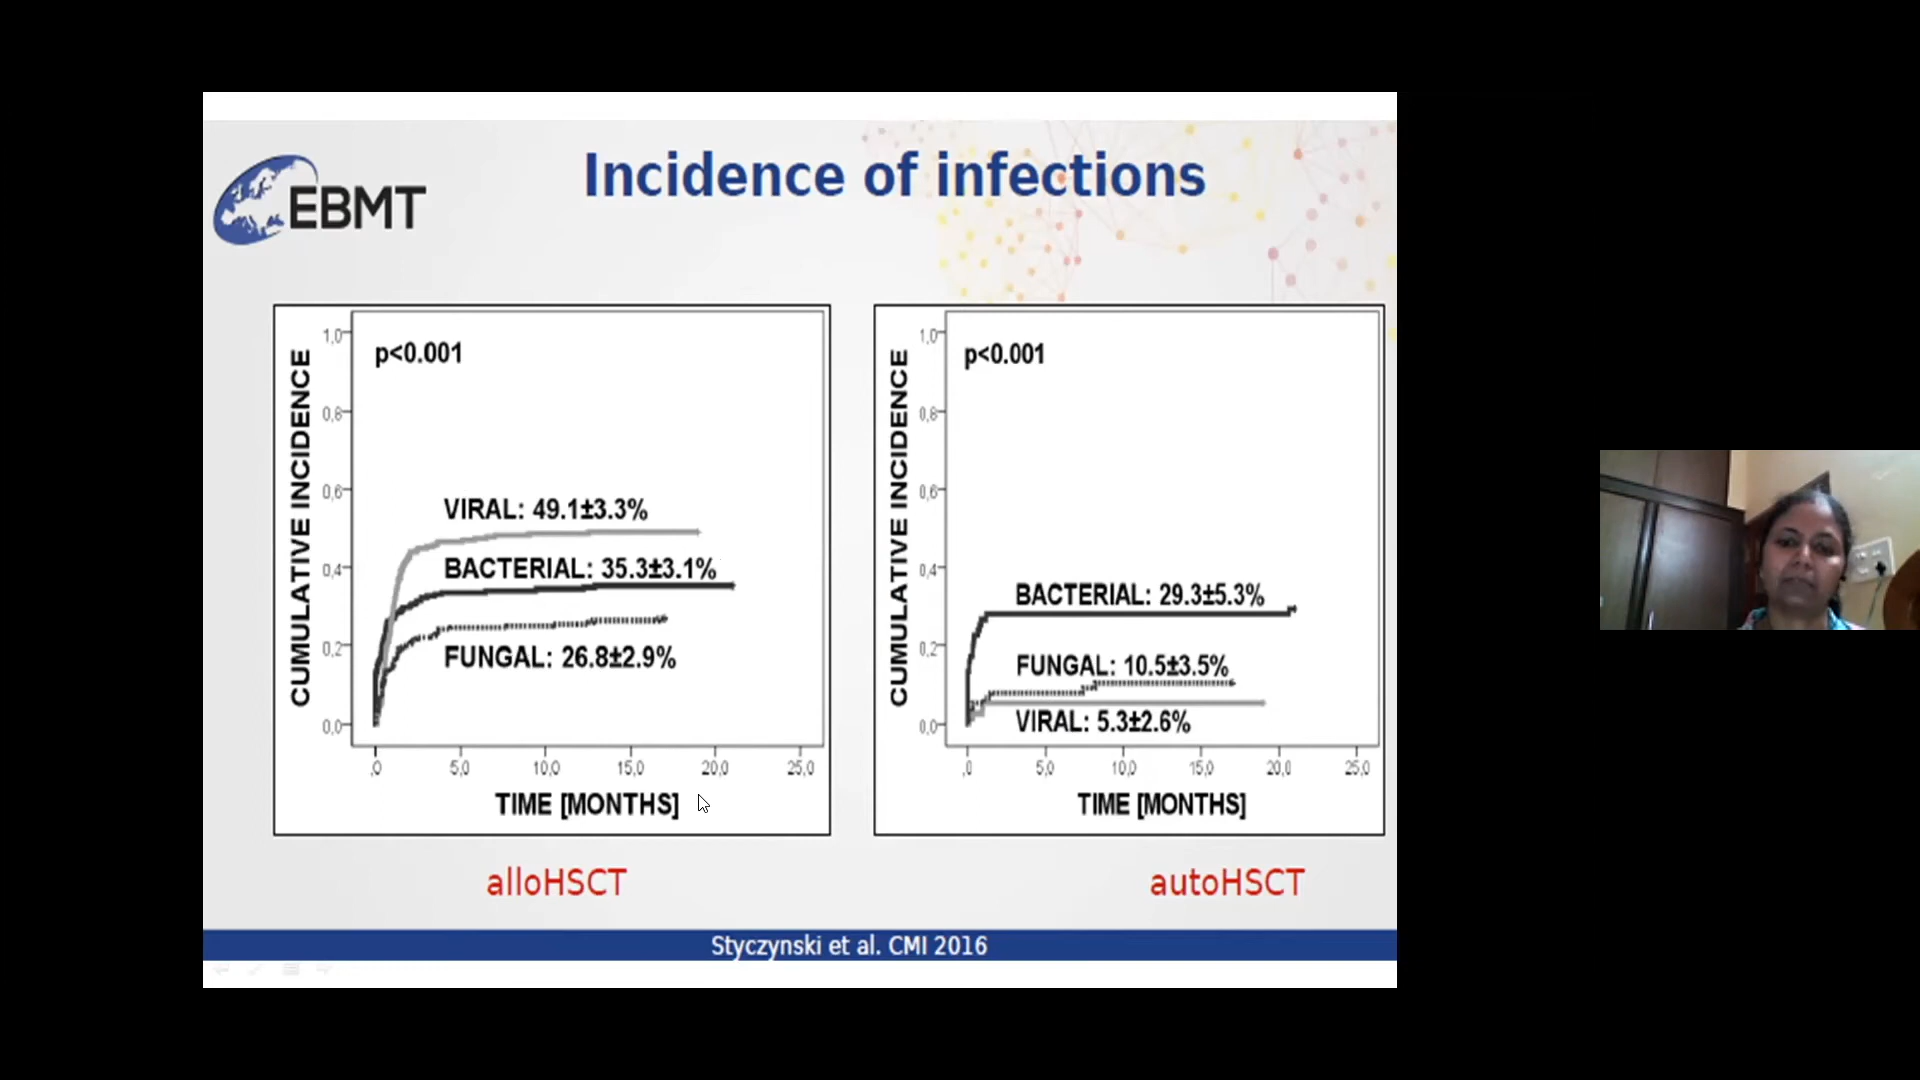 EBMT
Incidence of infections
CUMULATIVE INCIDENCE
1,0
0,8
0,6
0,4
0,2
0,0
p<0.001
VIRAL: 49.1±3.3%
BACTERIAL: 35.3±3.1%
FUNGAL: 26.8±2.9%
,0 5,0 10,0 15,0 20,0 25,0
TIME [MONTHS]
alloHSCT
CUMULATIVE INCIDENCE
1,0
0,8
0,6
0,4
0,2
0,0
p<0.001
BACTERIAL: 29.3±5.3%
FUNGAL: 10.5±3.5%
VIRAL: 5.3±2.6%
,0 5,0 10,0 15,0 20,0 25,0
TIME [MONTHS]
autoHSCT
Styczynski et al. CMI 2016